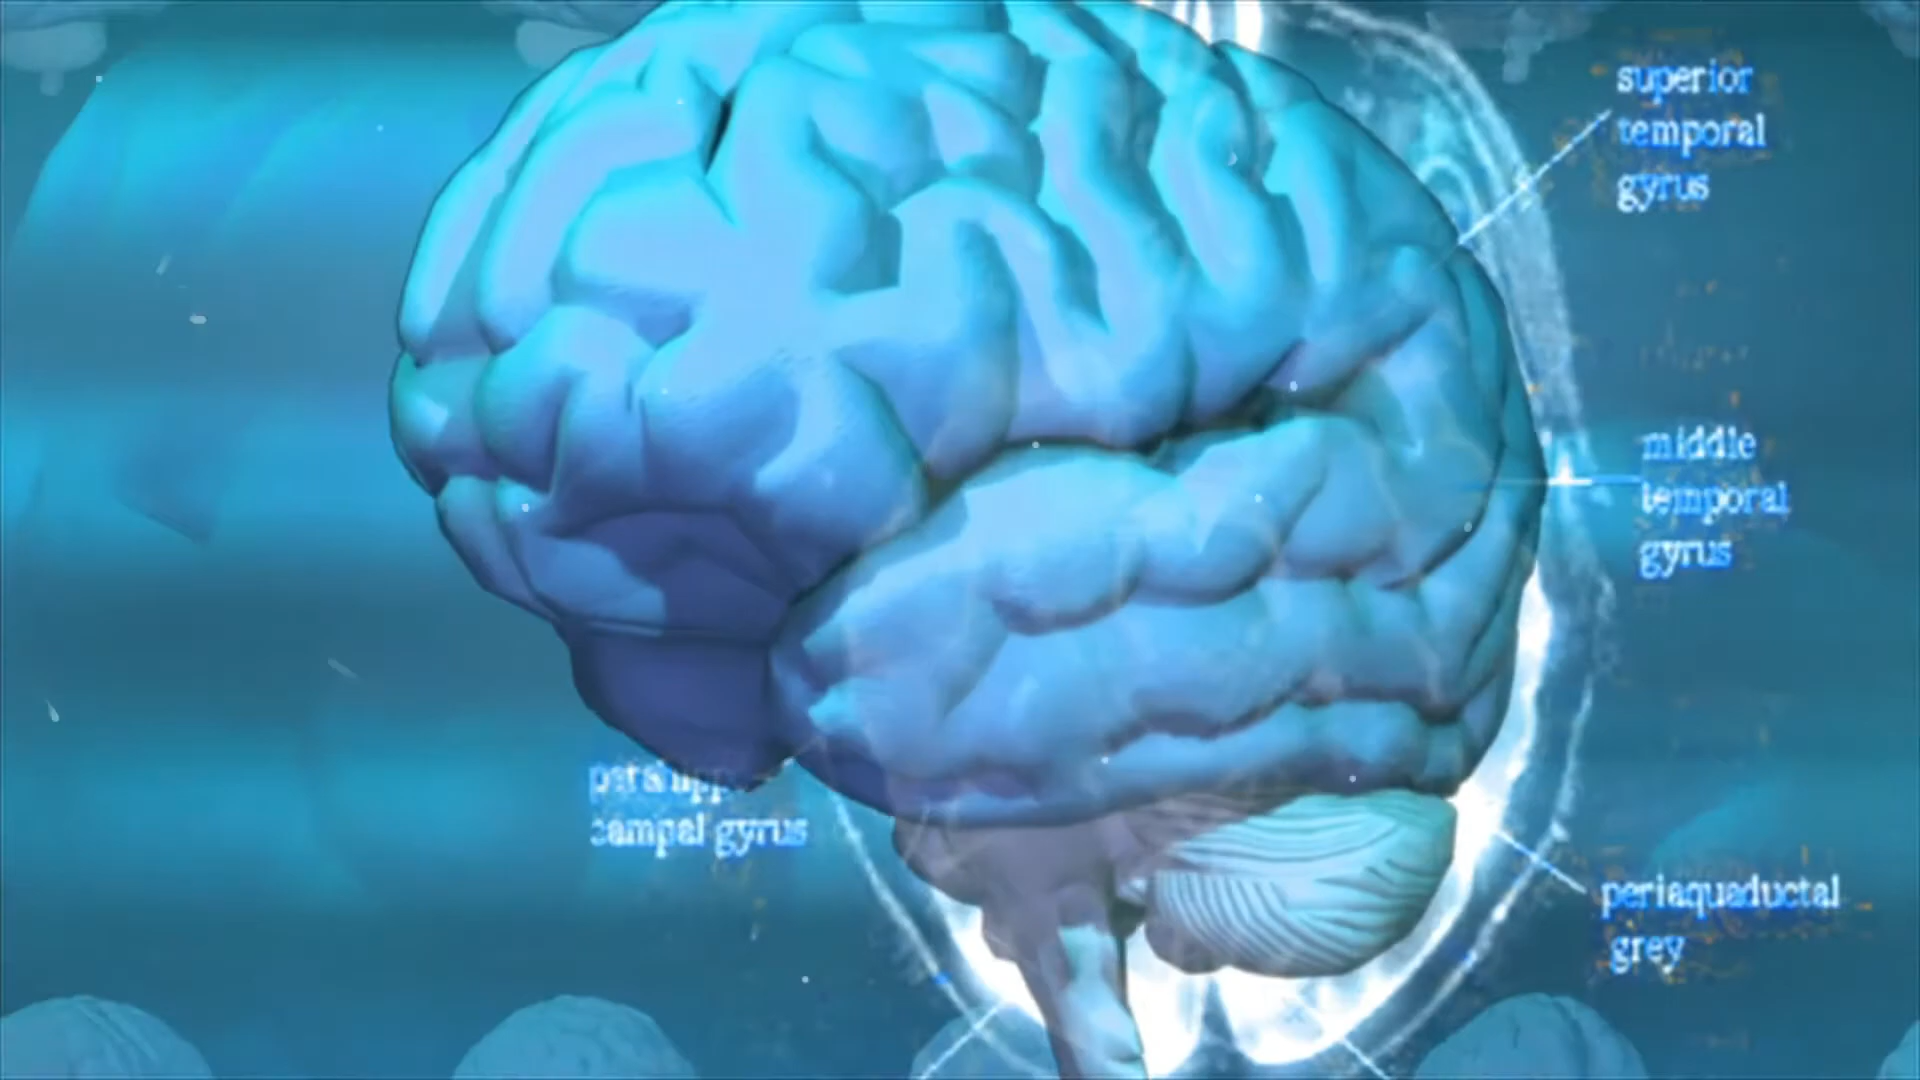 superior
temporal
gyrus
middle
temporal
gyrus
campal gyrus
periaquaductal
grey